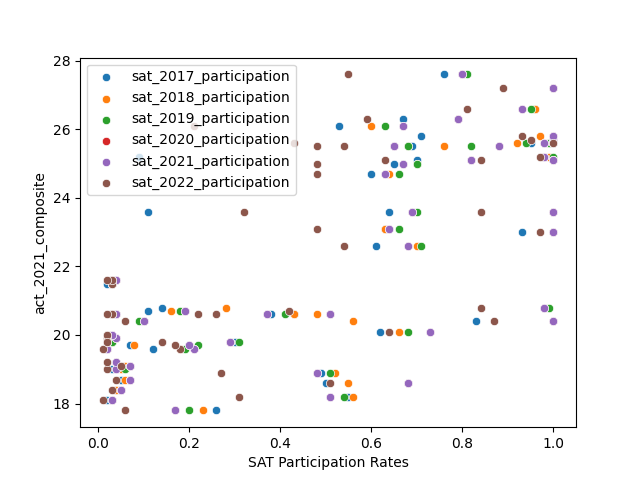 28
26
24
22
20
18
act_2021_composite
sat_2017_participation
sat_2018_participation
sat_2019_participation
sat_2020_participation
sat_2021_participation
sat_2022_participation
0.0 0.2 0.4 0.6 0.8 1.0
SAT Participation Rates